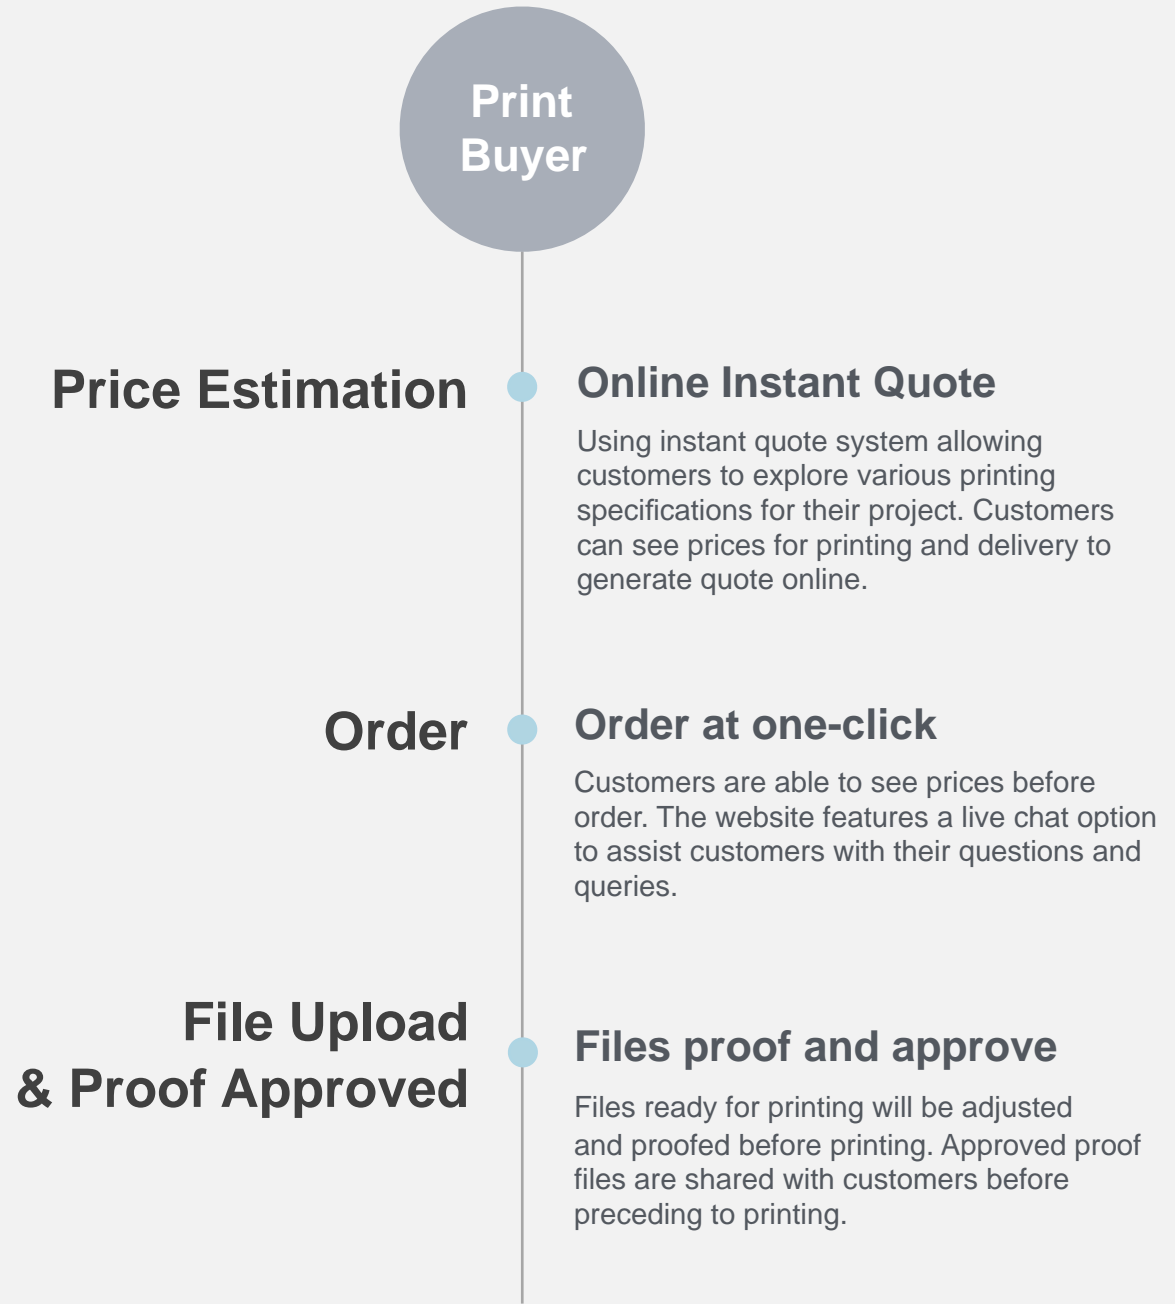 Print
Buyer
Price Estimation
Online Instant Quote
Using instant quote system allowing
customers to explore various printing
specifications for their project. Customers
can see prices for printing and delivery to
generate quote online.
Order
Order at one-click
Customers are able to see prices before
order. The website features a live chat option
to assist customers with their questions and
queries.
File Upload
& Proof Approved
Files proof and approve
Files ready for printing will be adjusted
and proofed before printing. Approved proof
files are shared with customers before
preceding to printing.